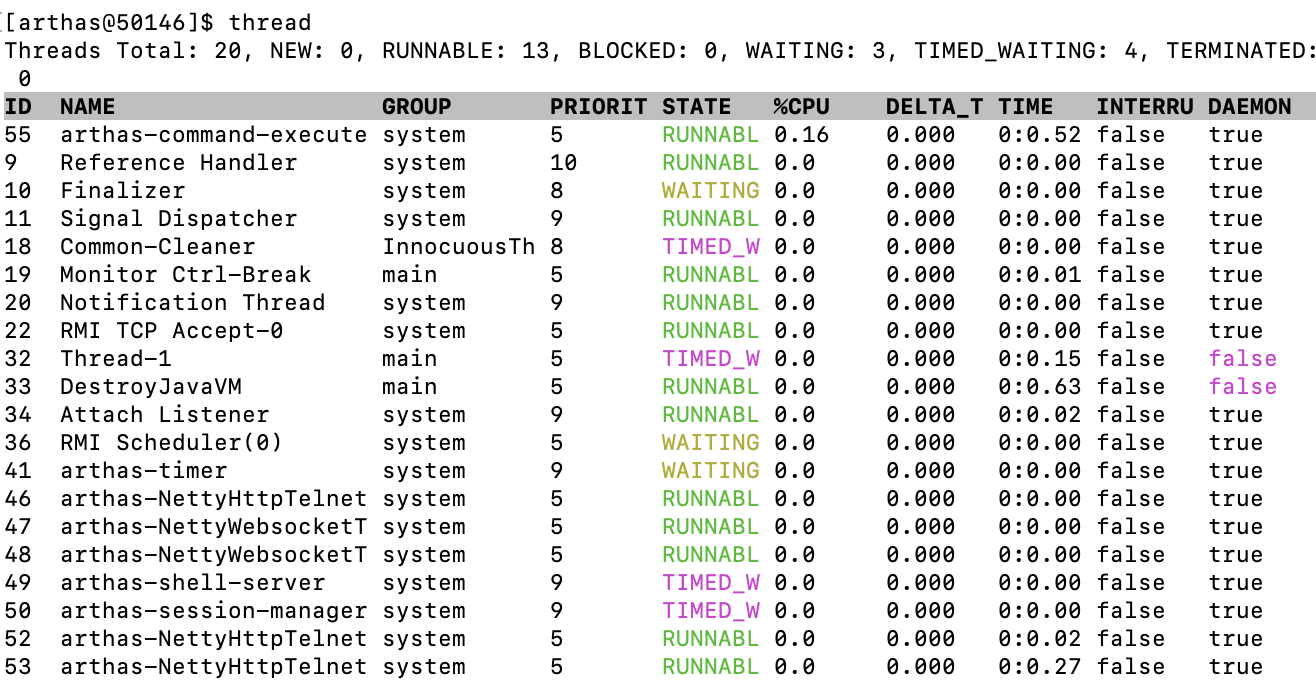 [[arthas@50146]$ thread
Threads Total: 20, NEW: 0, RUNNABLE: 13, BLOCKED: 0, WAITING: 3, TIMED_WAITING: 4, TERMINATED:
 0
ID  NAME                   GROUP       PRIORIT STATE   %CPU    DELTA_T TIME   INTERRU DAEMON
55  arthas-command-execute system      5       RUNNABL 0.16    0.000   0:0.52 false   true
9   Reference Handler      system      10      RUNNABL 0.0     0.000   0:0.00 false   true
10  Finalizer              system      8       WAITING 0.0     0.000   0:0.00 false   true
11  Signal Dispatcher      system      9       RUNNABL 0.0     0.000   0:0.00 false   true
18  Common-Cleaner         InnocuousTh 8       TIMED_W 0.0     0.000   0:0.00 false   true
19  Monitor Ctrl-Break     main        5       RUNNABL 0.0     0.000   0:0.01 false   true
20  Notification Thread    system      9       RUNNABL 0.0     0.000   0:0.00 false   true
22  RMI TCP Accept-0       system      5       RUNNABL 0.0     0.000   0:0.00 false   true
32  Thread-1               main        5       TIMED_W 0.0     0.000   0:0.15 false   false
33  DestroyJavaVM          main        5       RUNNABL 0.0     0.000   0:0.63 false   false
34  Attach Listener        system      9       RUNNABL 0.0     0.000   0:0.02 false   true
36  RMI Scheduler(0)       system      5       WAITING 0.0     0.000   0:0.00 false   true
41  arthas-timer           system      9       WAITING 0.0     0.000   0:0.00 false   true
46  arthas-NettyHttpTelnet system      5       RUNNABL 0.0     0.000   0:0.00 false   true
47  arthas-NettyWebsocketT system      5       RUNNABL 0.0     0.000   0:0.00 false   true
48  arthas-NettyWebsocketT system      5       RUNNABL 0.0     0.000   0:0.00 false   true
49  arthas-shell-server    system      9       TIMED_W 0.0     0.000   0:0.00 false   true
50  arthas-session-manager system      9       TIMED_W 0.0     0.000   0:0.00 false   true
52  arthas-NettyHttpTelnet system      5       RUNNABL 0.0     0.000   0:0.02 false   true
53  arthas-NettyHttpTelnet system      5       RUNNABL 0.0     0.000   0:0.27 false   true